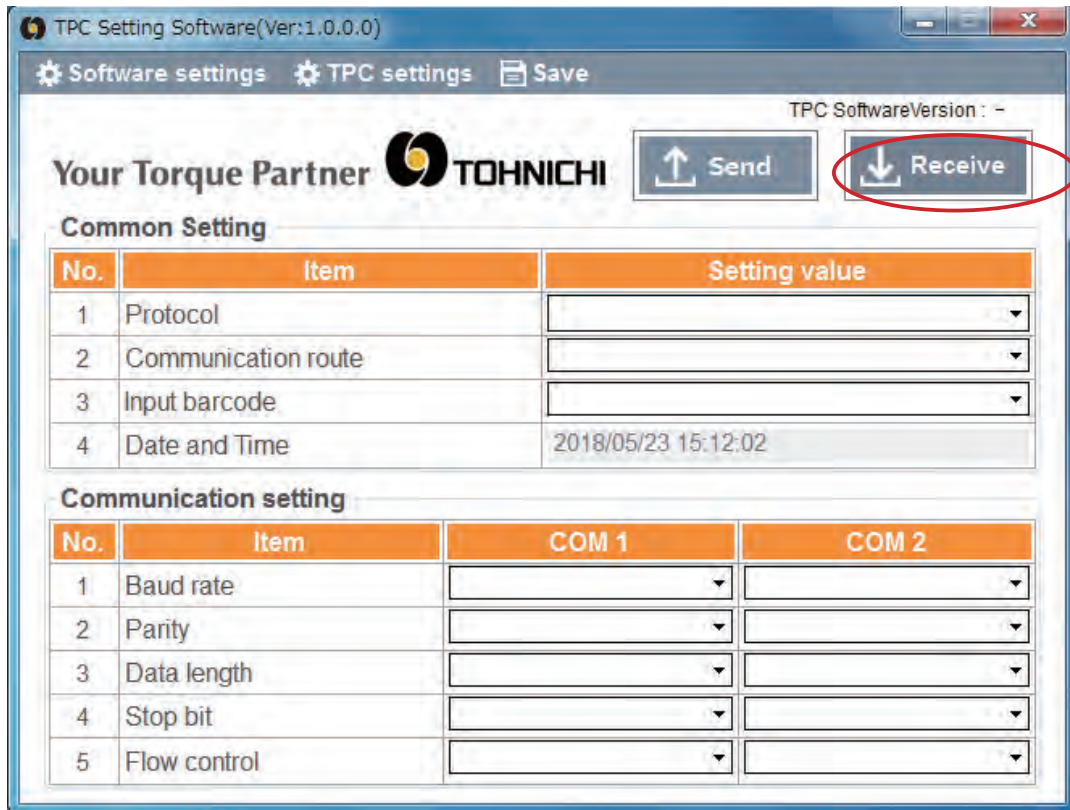 TPC Setting Software(Ver:1.0.0.0)
Software settings TPC settings Save
TPC SoftwareVersion : -
Your Torque Partner TOHNICHI Send Receive
Common Setting
No. Item Setting value
1 Protocol
2 Communication route
3 Input barcode
4 Date and Time 2018/05/23 15:12:02
Communication setting
No. Item COM 1 COM 2
1 Baud rate
2 Parity
3 Data length
4 Stop bit
5 Flow control